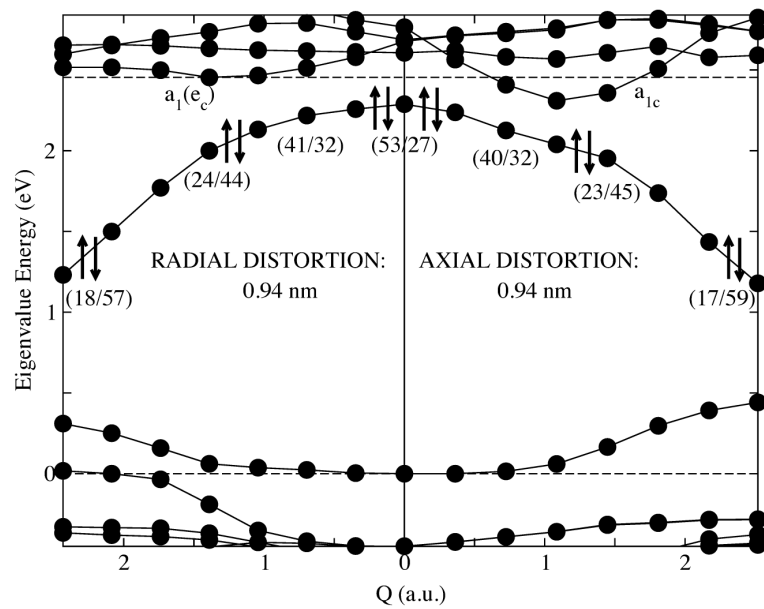 a₁(e_c)
a₁c
2
(41/32)
(53/27)
(40/32)
(24/44)
(23/45)
Eigenvalue Energy (eV)
RADIAL DISTORTION:
0.94 nm
AXIAL DISTORTION:
0.94 nm
(18/57)
(17/59)
1
0
2
1
0
1
2
Q (a.u.)